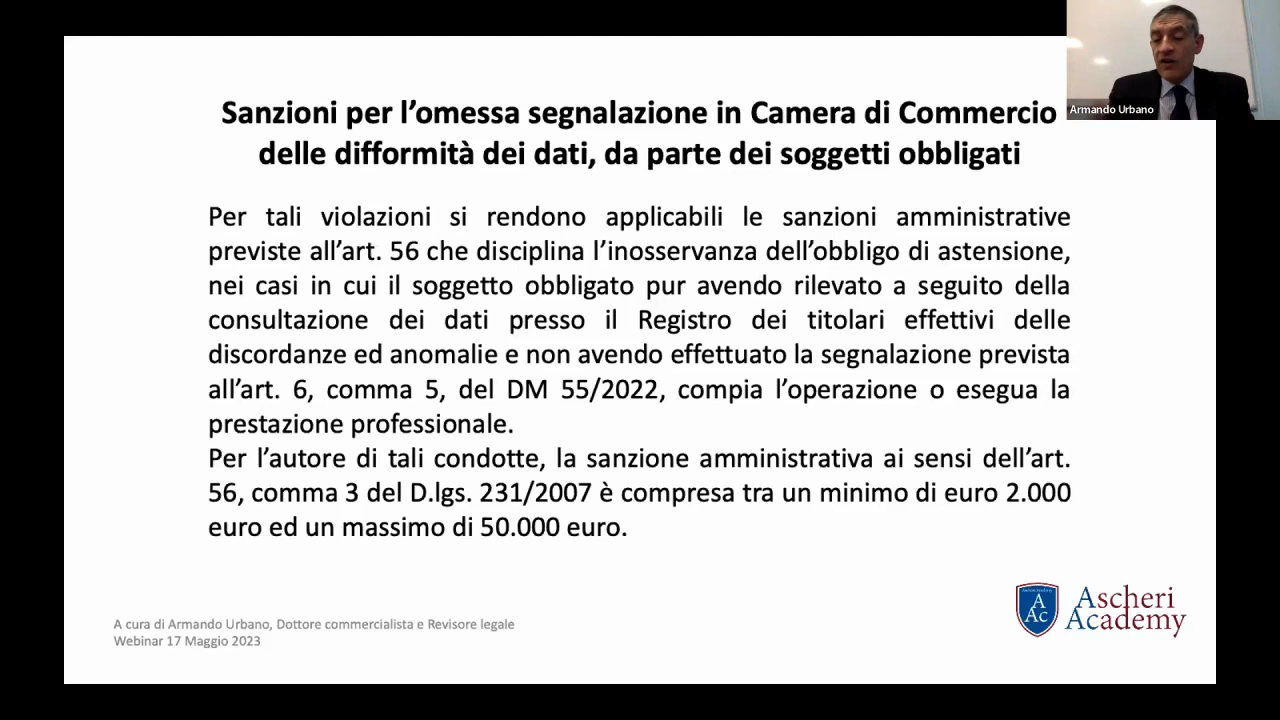 Armando Urbano
Sanzioni per l’omessa segnalazione in Camera di Commercio
delle difformità dei dati, da parte dei soggetti obbligati
Per tali violazioni si rendono applicabili le sanzioni amministrative
previste all’art. 56 che disciplina l’inosservanza dell’obbligo di astensione,
nei casi in cui il soggetto obbligato pur avendo rilevato a seguito della
consultazione dei dati presso il Registro dei titolari effettivi delle
discordanze ed anomalie e non avendo effettuato la segnalazione prevista
all’art. 6, comma 5, del DM 55/2022, compia l’operazione o esegua la
prestazione professionale.
Per l’autore di tali condotte, la sanzione amministrativa ai sensi dell’art.
56, comma 3 del D.lgs. 231/2007 è compresa tra un minimo di euro 2.000
euro ed un massimo di 50.000 euro.
A cura di Armando Urbano, Dottore commercialista e Revisore legale
Webinar 17 Maggio 2023
A
Ac
Ascheri
Academy